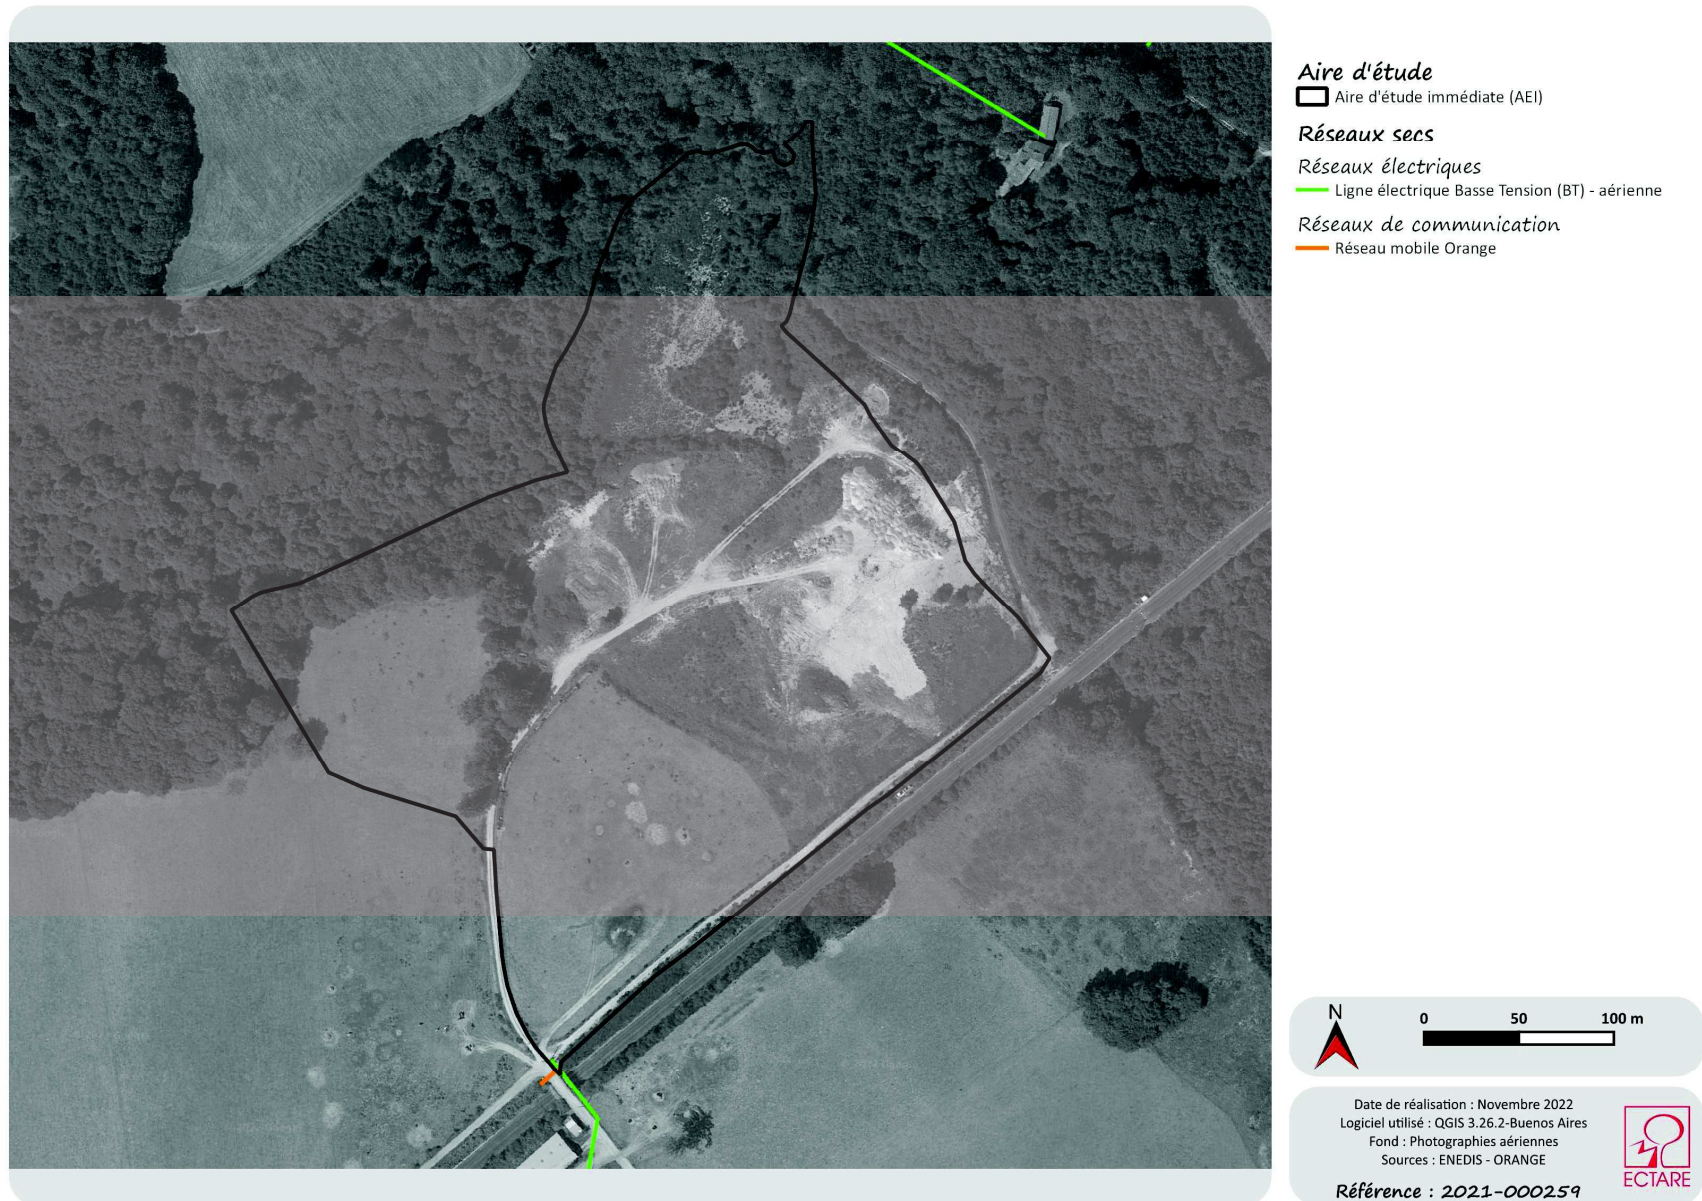 Aire d'étude
Aire d'étude immédiate (AEI)
Réseaux secs
Réseaux électriques
Ligne électrique Basse Tension (BT) - aérienne
Réseaux de communication
Réseau mobile Orange
N
0 50 100 m
Date de réalisation : Novembre 2022
Logiciel utilisé : QGIS 3.26.2-Buenos Aires
Fond : Photographies aériennes
Sources : ENEDIS - ORANGE
Référence : 2021-000259
ECTARE